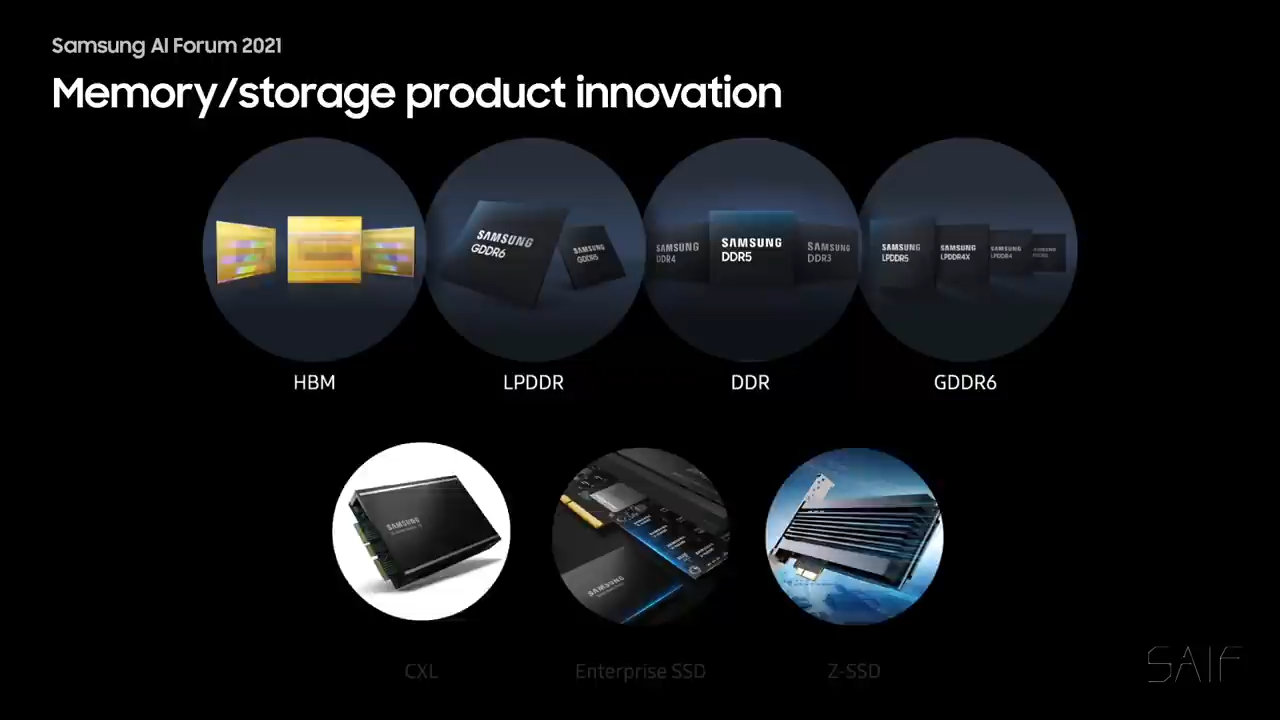 Samsung AI Forum 2021
Memory/storage product innovation
SAMSUNG
GDDR6
SAMSUNG
GDDR5
SAMSUNG
DDR4
SAMSUNG
DDR5
SAMSUNG
DDR3
SAMSUNG
LPDDR5
SAMSUNG
LPDDR4X
SAMSUNG
LPDDR4
HBM
LPDDR
DDR
GDDR6
SAMSUNG
SAMSUNG
CXL
Enterprise SSD
Z-SSD
SAIF